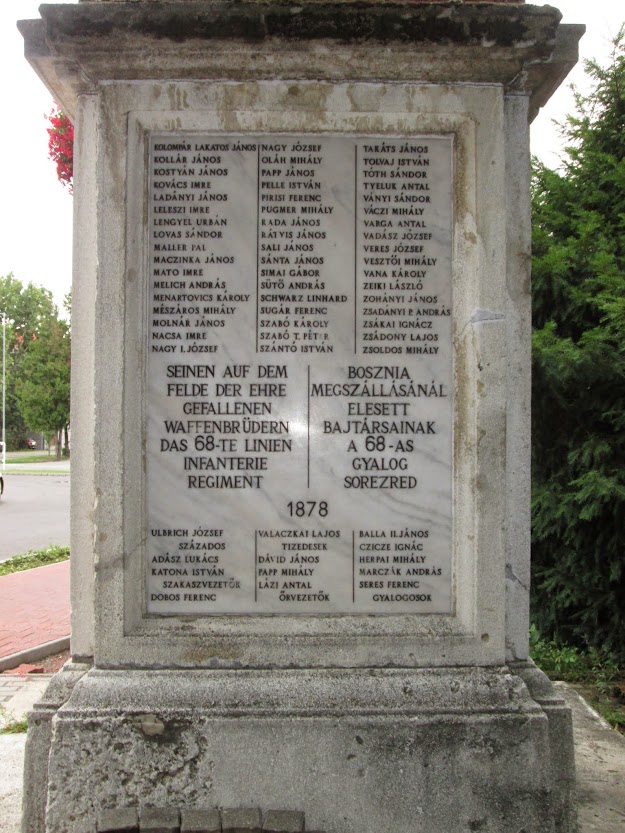 KOLOMPÁR LAKATOS JÁNOS
KOLLÁR JÁNOS
KOSTYÁN JÁNOS
KOVÁCS IMRE
LADÁNYI JÁNOS
LELESZI IMRE
LENGYEL URBÁN
LOVAS SÁNDOR
MALLER PAL
MACZINKA JÁNOS
MATO IMRE
MELICH ANDRÁS
MENARTOVICS KÁROLY
MÉSZÁROS MIHÁLY
MOLNÁR JÁNOS
NACSA IMRE
NAGY I. JÓZSEF
NAGY JÓZSEF
OLÁH MIHÁLY
PAPP JÁNOS
PELLE ISTVÁN
PIRISI FERENC
PUGMER MIHÁLY
RADA JÁNOS
RÁTVIS JÁNOS
SALI JÁNOS
SÁNTA JÁNOS
SIMAI GÁBOR
SÜTŐ ANDRÁS
SCHWARZ LINHARD
SUGÁR FERENC
SZABÓ KÁROLY
SZABÓ T. PÉTER
SZÁNTÓ ISTVÁN
TARÁTS JÁNOS
TOLVAJ ISTVÁN
TÓTH SÁNDOR
TYELUK ANTAL
VÁNYI SÁNDOR
VÁCZI MIHÁLY
VARGA ANTAL
VADÁSZ JÓZSEF
VERES JÓZSEF
VESZTŐI MIHÁLY
VANA KÁROLY
ZEIKI LÁSZLÓ
ZOHÁNYI JÁNOS
ZSADÁNYI P. ANDRÁS
ZSÁKAI IGNÁCZ
ZSÁDONY LAJOS
ZSOLDOS MIHÁLY
SEINEN AUF DEM
FELDE DER EHRE
GEFALLENEN
WAFFENBRÜDERN
DAS 68-TE LINIEN
INFANTERIE
REGIMENT
BOSZNIA
MEGSZÁLLÁSÁNÁL
ELESETT
BAJTÁRSAINAK
A 68-AS
GYALOG
SOREZRED
1878
ULBRICH JÓZSEF
SZÁZADOS
ADÁSZ LUKÁCS
KATONA ISTVÁN
SZAKASZVEZETŐK
DOBOS FERENC
VALACZKAI LAJOS
TIZEDESEK
DÁVID JÁNOS
PAPP MIHÁLY
LÁZI ANTAL
ŐRVEZETŐK
BALLA II. JÁNOS
CZICZE IGNÁC
HERPAI MIHÁLY
MARCZÁK ANDRÁS
SERES FERENC
GYALOGOSOK